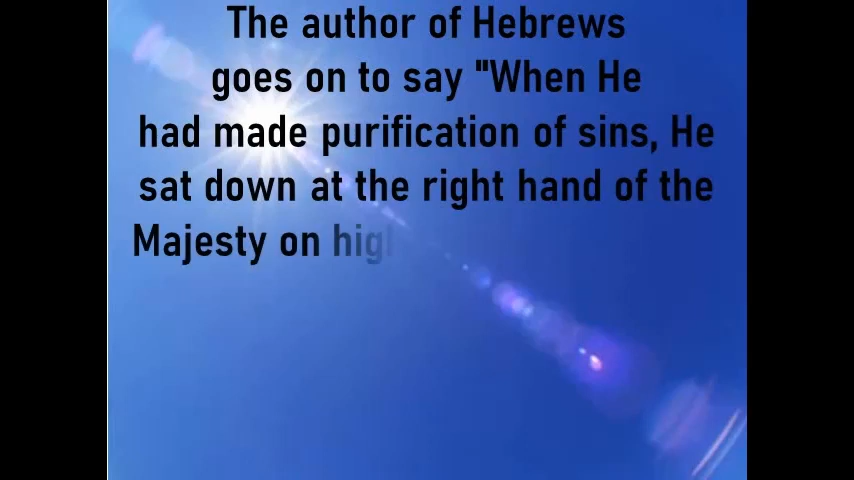 The author of Hebrews
goes on to say "When He
had made purification of sins, He
sat down at the right hand of the
Majesty on high